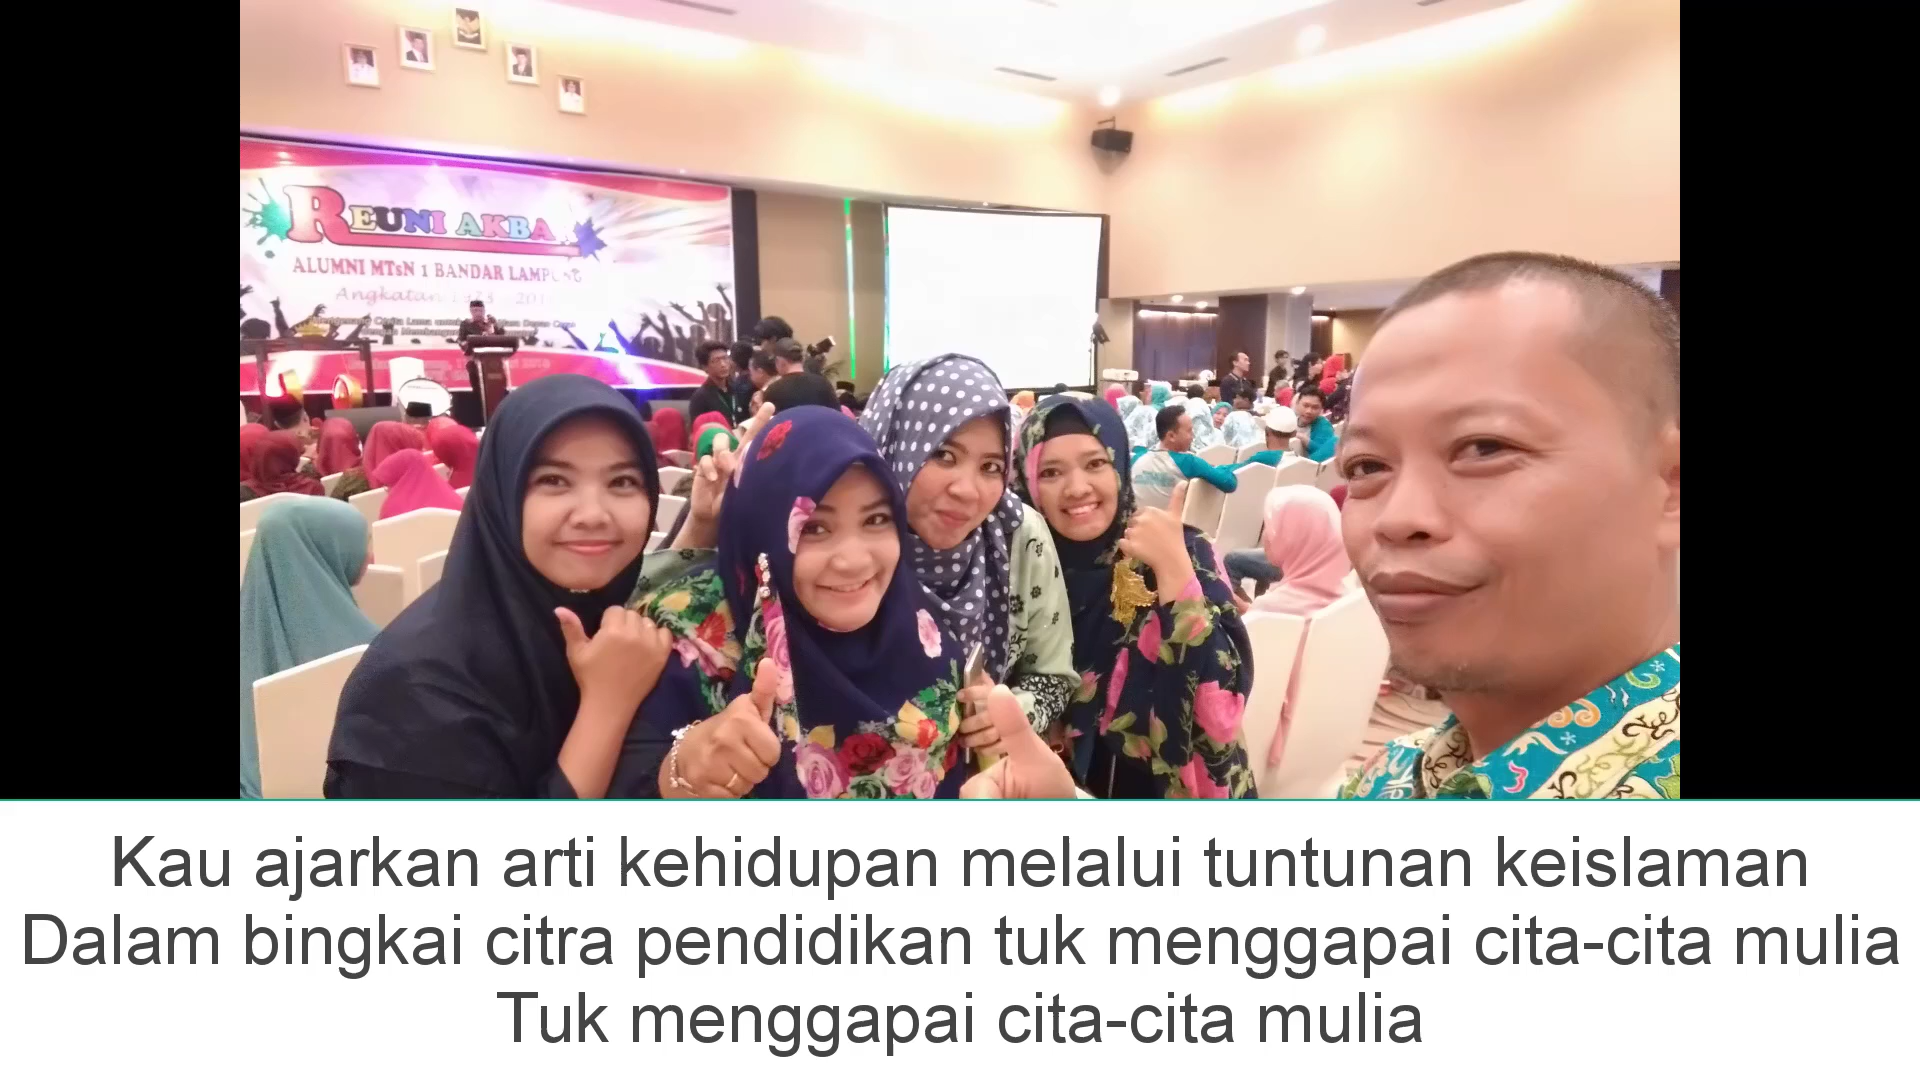 REUNI AKBA
ALUMNI MTsN 1 BANDAR LAMPUNG
Angkatan
Kau ajarkan arti kehidupan melalui tuntunan keislaman
Dalam bingkai citra pendidikan tuk menggapai cita-cita mulia
Tuk menggapai cita-cita mulia